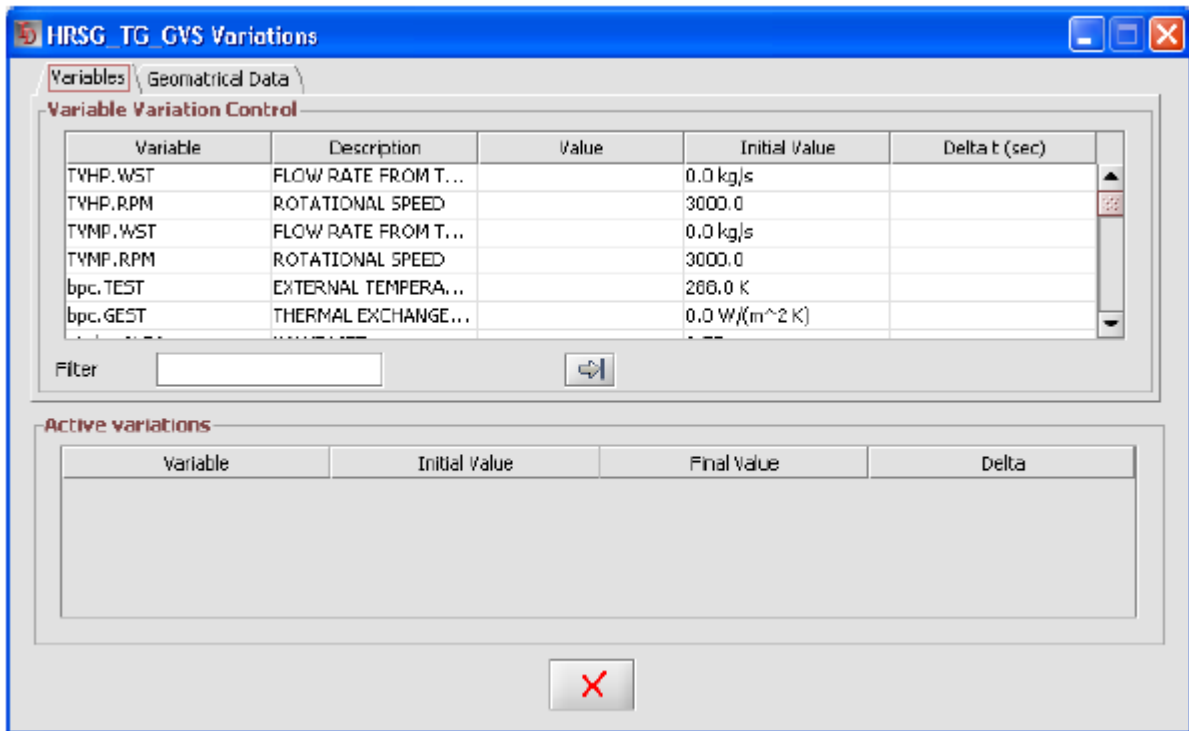 HRSG_TG_GVS Variations
Variables Geomatrical Data
Variable Variation Control
Variable Description Value Initial Value Delta t (sec)
TVHP.WST FLOW RATE FROM T... 0.0 kg/s
TVHP.RPM ROTATIONAL SPEED 3000.0
TVMP.WST FLOW RATE FROM T... 0.0 kg/s
TVMP.RPM ROTATIONAL SPEED 3000.0
bpc.TEST EXTERNAL TEMPERA... 288.0 K
bpc.GEST THERMAL EXCHANGE... 0.0 W/(m^2 K)
Filter
Active variations
Variable Initial Value Final Value Delta